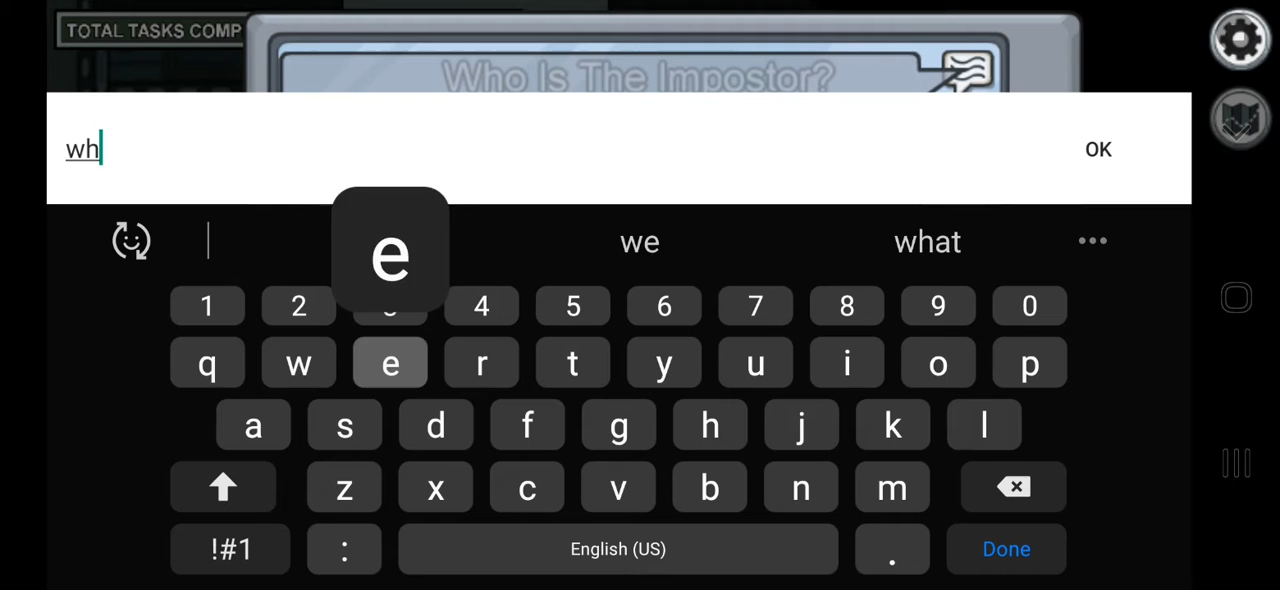 TOTAL TASKS COMP
Who Is The Impostor?
wh
OK
e
we
what
1 2 4 5 6 7 8 9 0
q w e r t y u i o p
a s d f g h j k l
z x c v b n m
!#1 : English (US) . Done